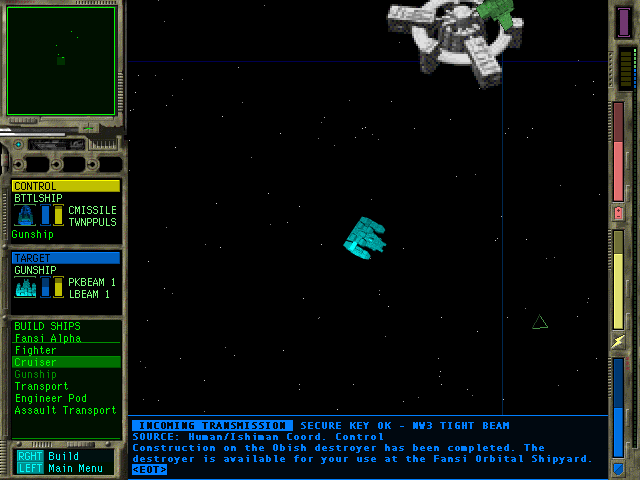 CONTROL
BTTLSHIP
CMISSILE
TWNPPULS
Gunship
TARGET
GUNSHIP
PKBEAM 1
LBEAM 1
BUILD SHIPS
Fansi Alpha
Fighter
Cruiser
Gunship
Transport
Engineer Pod
Assault Transport
RGHT Build
LEFT Main Menu
INCOMING TRANSMISSION SECURE KEY OK - NW3 TIGHT BEAM
SOURCE: Human/Ishiman Coord. Control
Construction on the Obish destroyer has been completed. The
destroyer is available for your use at the Fansi Orbital Shipyard.
<EOT>